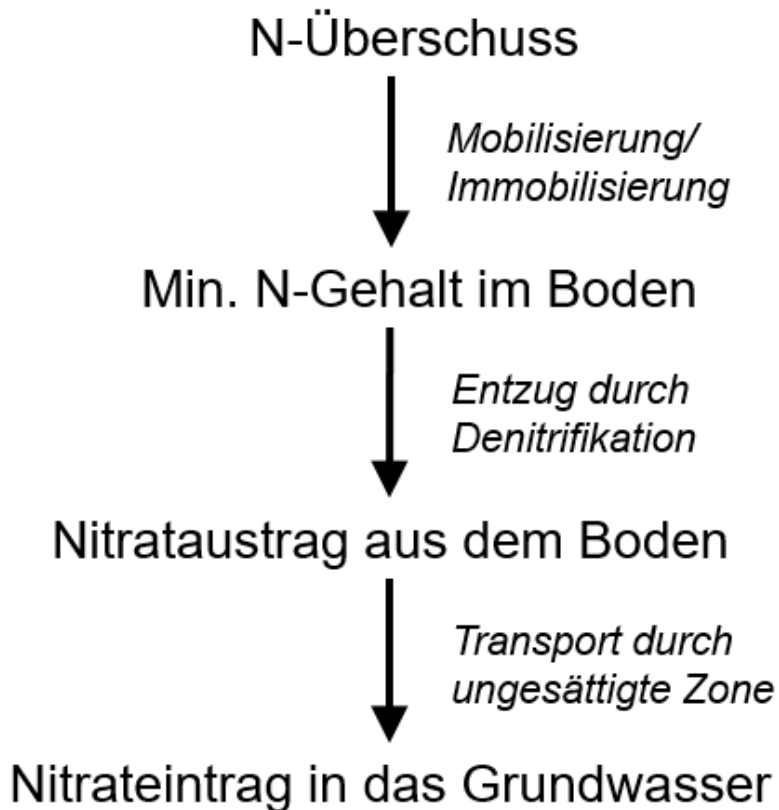 N-Überschuss
Mobilisierung/
Immobilisierung
Min. N-Gehalt im Boden
Entzug durch
Denitrifikation
Nitrataustrag aus dem Boden
Transport durch
ungesättigte Zone
Nitrateintrag in das Grundwasser